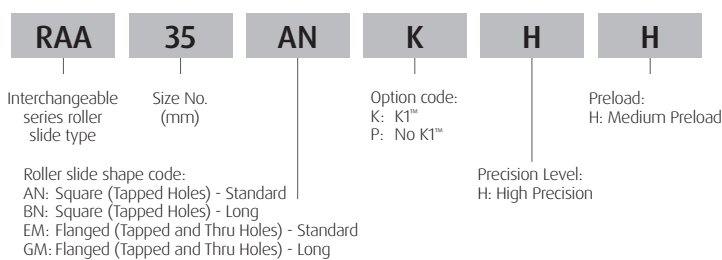 RAA 35 AN K H H
Interchangeable
series roller
slide type
Size No.
(mm)
Option code:
K: K1™
P: No K1™
Preload:
H: Medium Preload
Roller slide shape code:
AN: Square (Tapped Holes) - Standard
BN: Square (Tapped Holes) - Long
EM: Flanged (Tapped and Thru Holes) - Standard
GM: Flanged (Tapped and Thru Holes) - Long
Precision Level:
H: High Precision